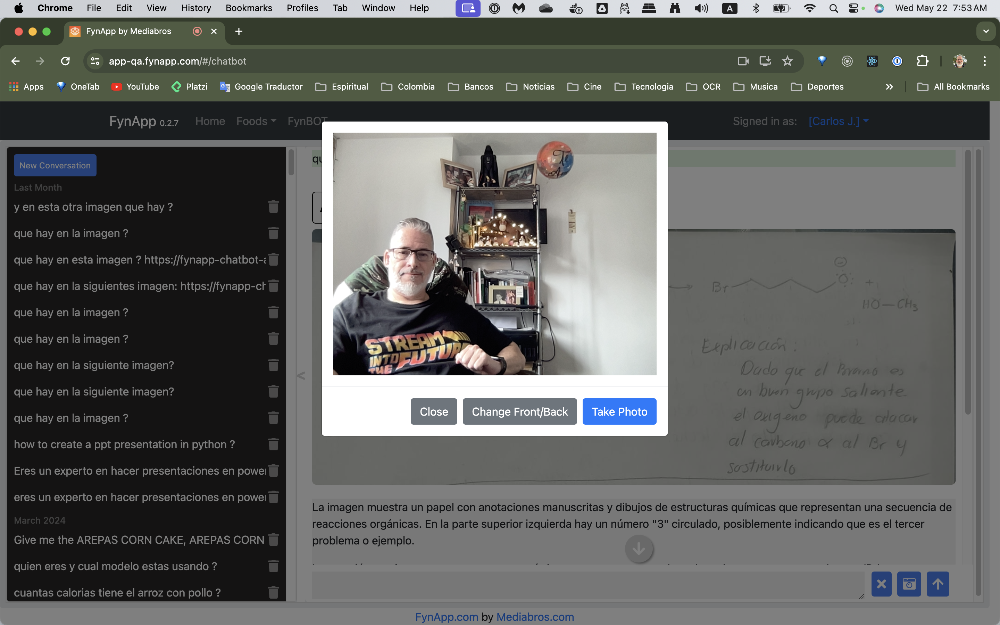 Chrome File Edit View History Bookmarks Profiles Tab Window Help A Wed May 22 7:53 AM
FynApp by Mediabros
app-qa.fynapp.com/#/chatbot
Apps OneTab YouTube Platzi Google Traductor Espiritual Colombia Bancos Noticias Cine Tecnologia OCR Musica Deportes All Bookmarks
FynApp 0.2.7 Home Foods FynBOT Signed in as: [Carlos J.]
New Conversation
Last Month
y en esta otra imagen que hay ?
que hay en la imagen ?
que hay en esta imagen ? https://fynapp-chatbot-
que hay en la siguientes imagen: https://fynapp-ch
que hay en la imagen ?
que hay en la imagen ?
que hay en la siguiente imagen?
que hay en la siguiente imagen?
que hay en la imagen ?
how to create a ppt presentation in python ?
Eres un experto en hacer presentaciones en power
eres un experto en hacer presentaciones en power
March 2024
Give me the AREPAS CORN CAKE, AREPAS CORN
quien eres y cual modelo estas usando ?
cuantas calorias tiene el arroz con pollo ?
qu
Te
STREAM
INTO
THE FUTUR
Close Change Front/Back Take Photo
Br O +
HO—CH3
Explicación:
Dado que el Bromo es
un buen grupo saliente
el oxigeno puede atacar
al carbono α al Br y
sustituirlo
La imagen muestra un papel con anotaciones manuscritas y dibujos de estructuras químicas que representan una secuencia de
reacciones orgánicas. En la parte superior izquierda hay un número "3" circulado, posiblemente indicando que es el tercer
problema o ejemplo.
FynApp.com by Mediabros.com